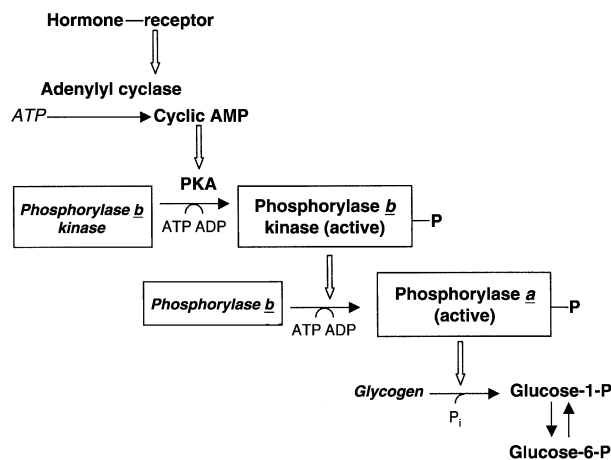 Hormone—receptor
Adenylyl cyclase
ATP Cyclic AMP
PKA
Phosphorylase b
kinase
ATP ADP
Phosphorylase b
kinase (active)
P
Phosphorylase b
ATP ADP
Phosphorylase a
(active)
P
Glycogen
Pi
Glucose-1-P
Glucose-6-P